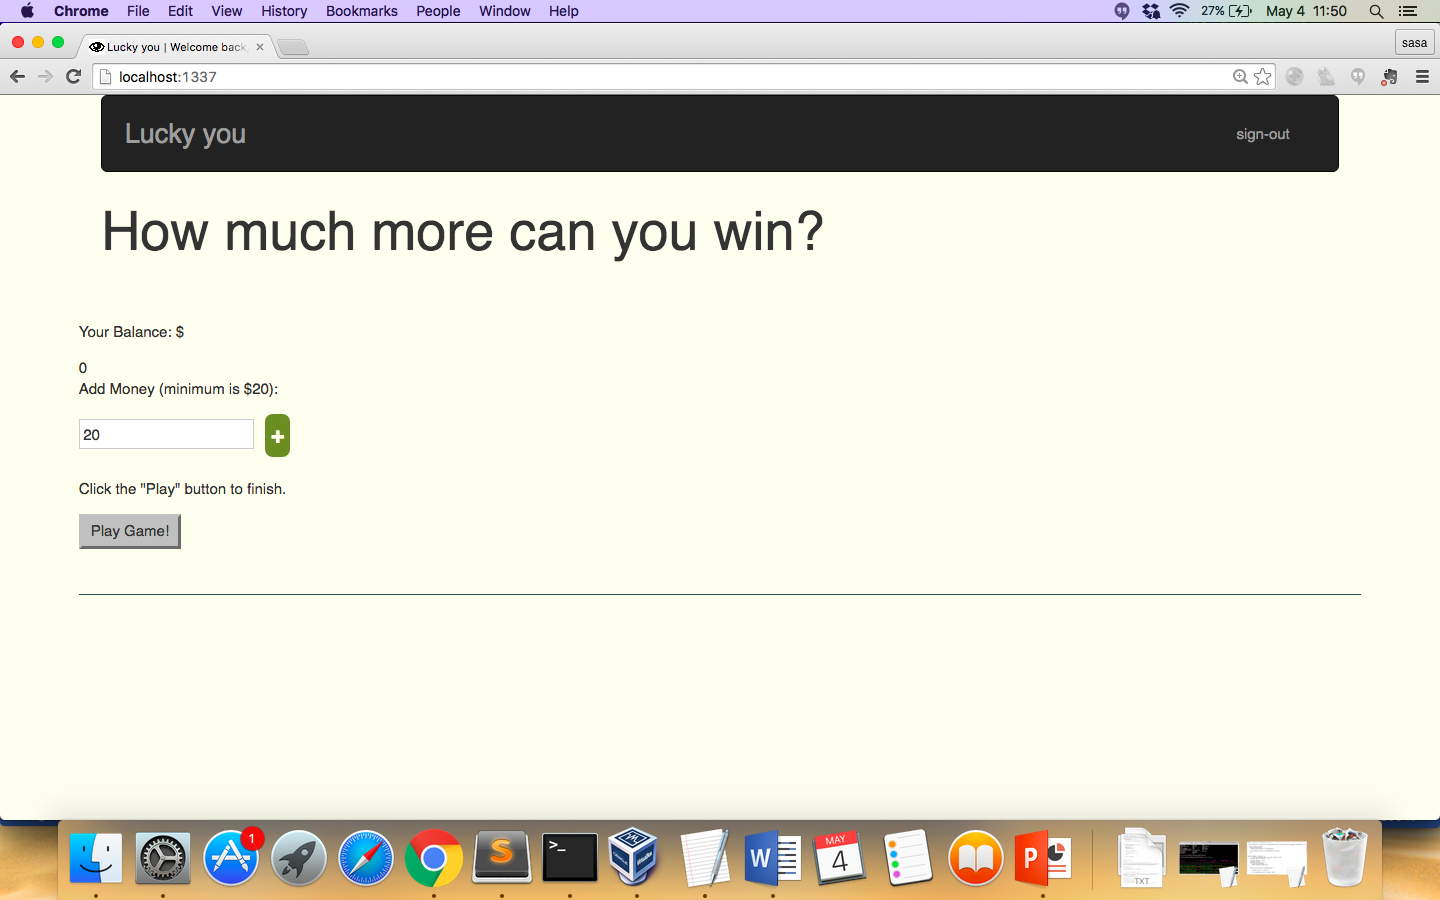 Chrome File Edit View History Bookmarks People Window Help 27% May 4 11:50
Lucky you | Welcome back, sasa
localhost:1337
Lucky you sign-out
How much more can you win?
Your Balance: $
0
Add Money (minimum is $20):
20 +
Click the "Play" button to finish.
Play Game!
1
S
>_
W
MAY
4
P
TXT